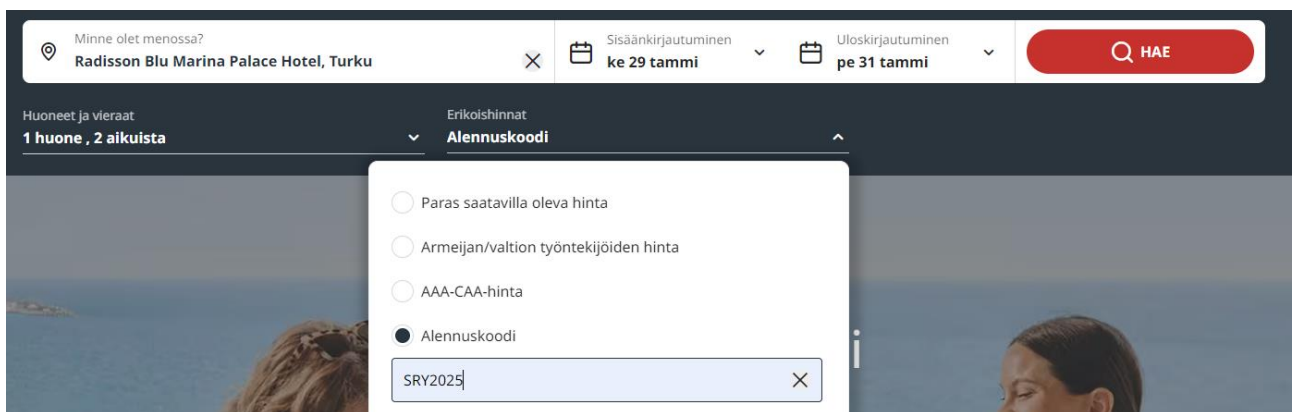 Minne olet menossa?
Radisson Blu Marina Palace Hotel, Turku
Sisäänkirjautuminen
ke 29 tammi
Uloskirjautuminen
pe 31 tammi
HAE
Huoneet ja vieraat
1 huone , 2 aikuista
Erikoishinnat
Alennuskoodi
Paras saatavilla oleva hinta
Armeijan/valtion työntekijöiden hinta
AAA-CAA-hinta
Alennuskoodi
SRY2025